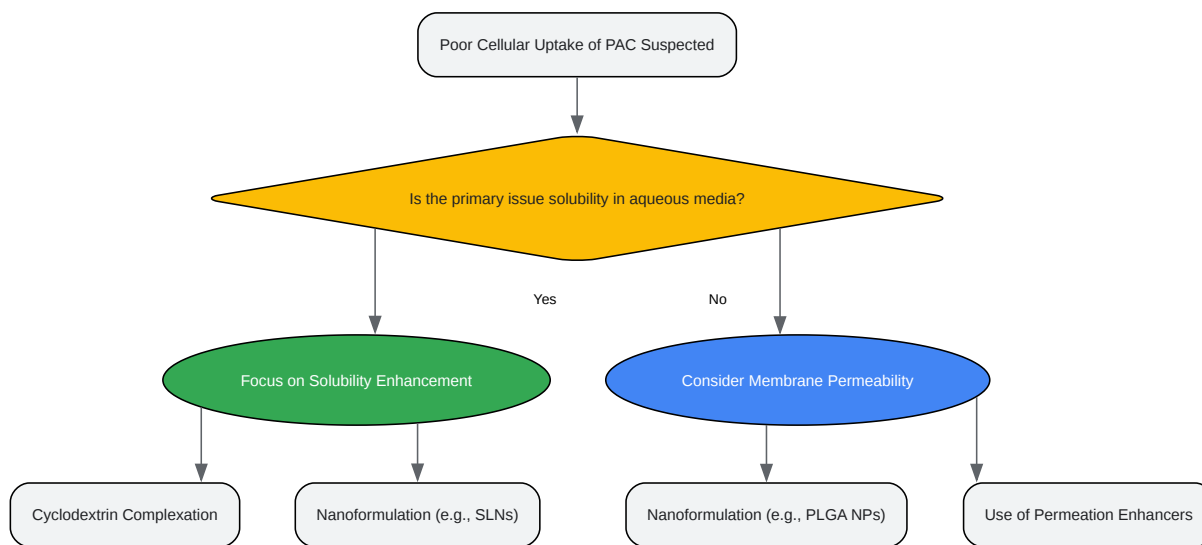 Poor Cellular Uptake of PAC Suspected
Is the primary issue solubility in aqueous media?
Yes
No
Focus on Solubility Enhancement
Consider Membrane Permeability
Cyclodextrin Complexation
Nanoformulation (e.g., SLNs)
Nanoformulation (e.g., PLGA NPs)
Use of Permeation Enhancers